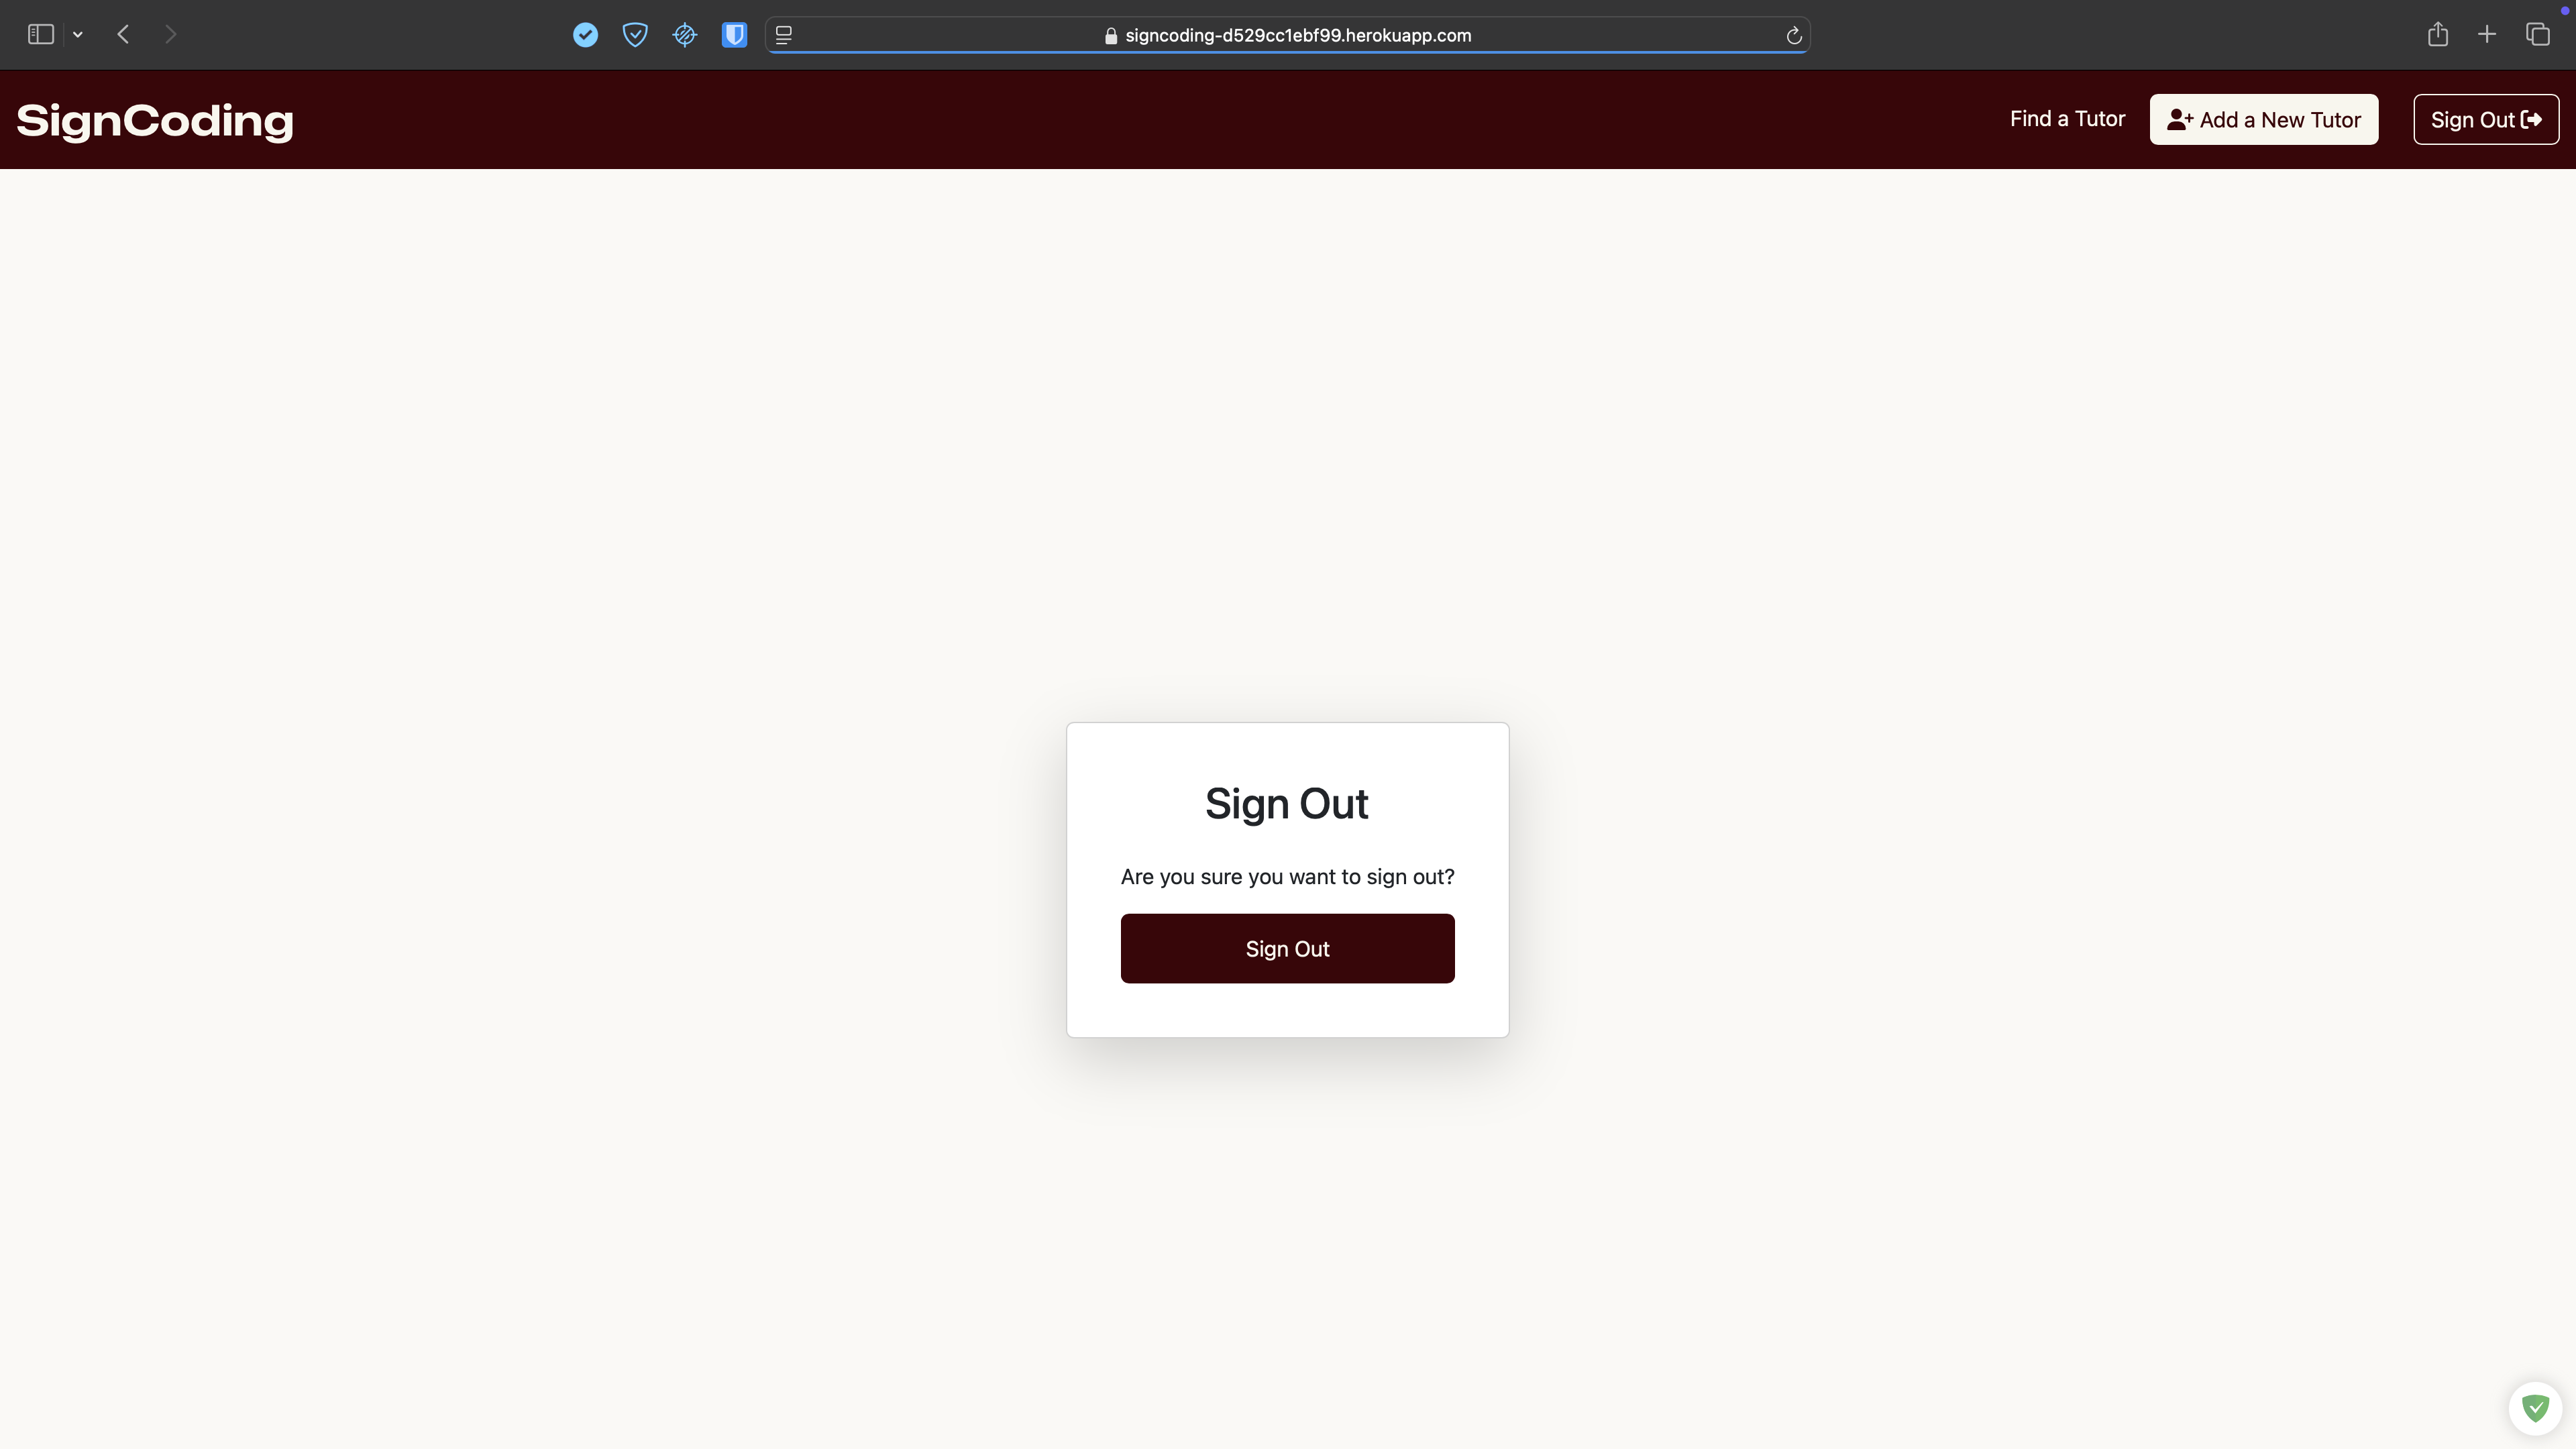 signcoding-d529cc1ebf99.herokuapp.com
SignCoding
Find a Tutor
Add a New Tutor
Sign Out
Sign Out
Are you sure you want to sign out?
Sign Out